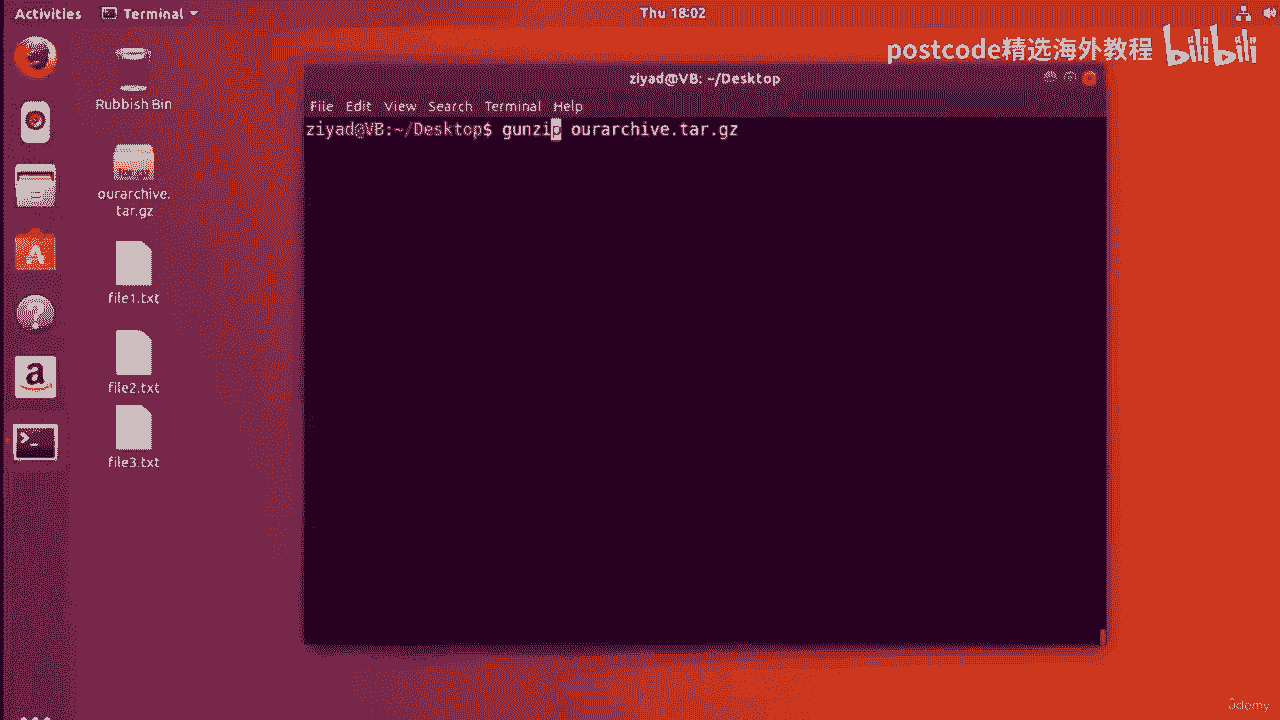 Activities Terminal Thu 18:02
postcode精选海外教程 bilibili
ziyad@VB: ~/Desktop
File Edit View Search Terminal Help
ziyad@VB:~/Desktop$ gunzip ourarchive.tar.gz
Rubbish Bin
ourarchive.
tar.gz
file1.txt
file2.txt
file3.txt
ûdemy